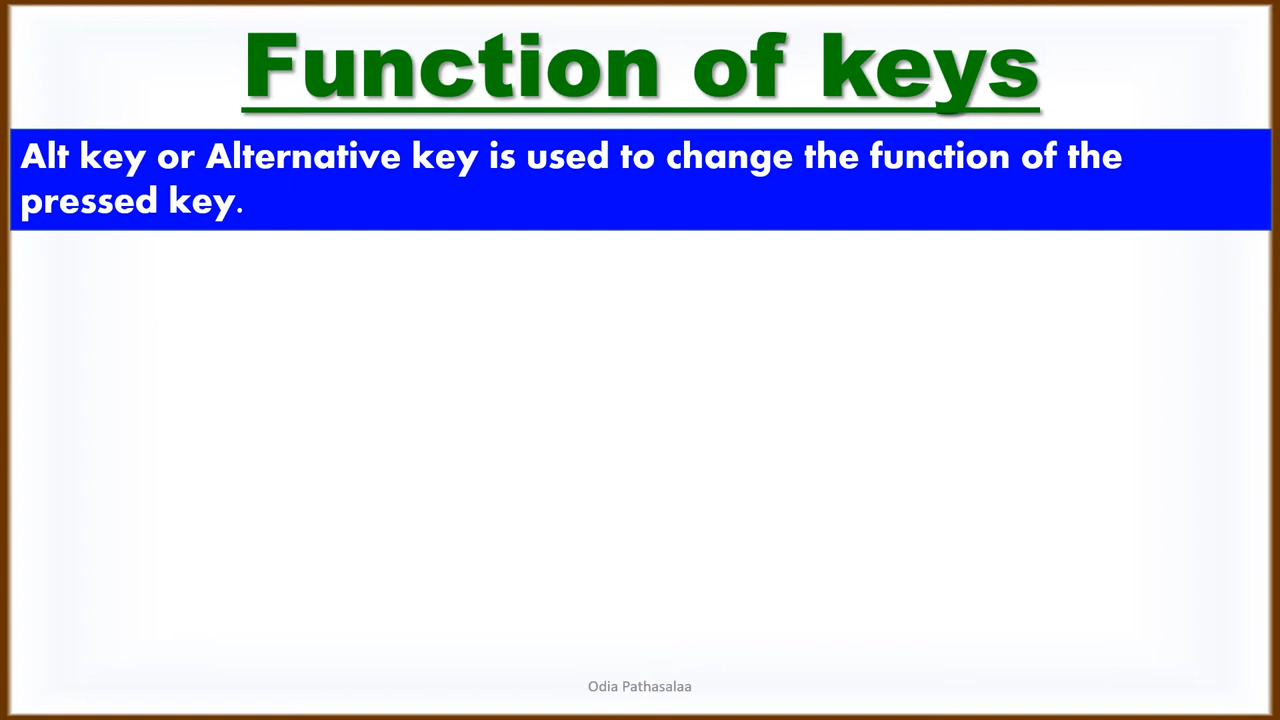 Function of keys
Alt key or Alternative key is used to change the function of the
pressed key.
Odia Pathasalaa